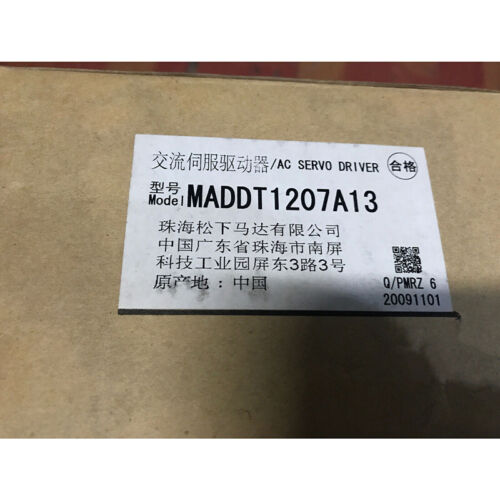 交流伺服驱动器/AC SERVO DRIVER 合格
型号
Model MADDT1207A13
珠海松下马达有限公司
中国广东省珠海市南屏
科技工业园屏东3路3号
原产地：中国
Q/PMRZ 6
20091101